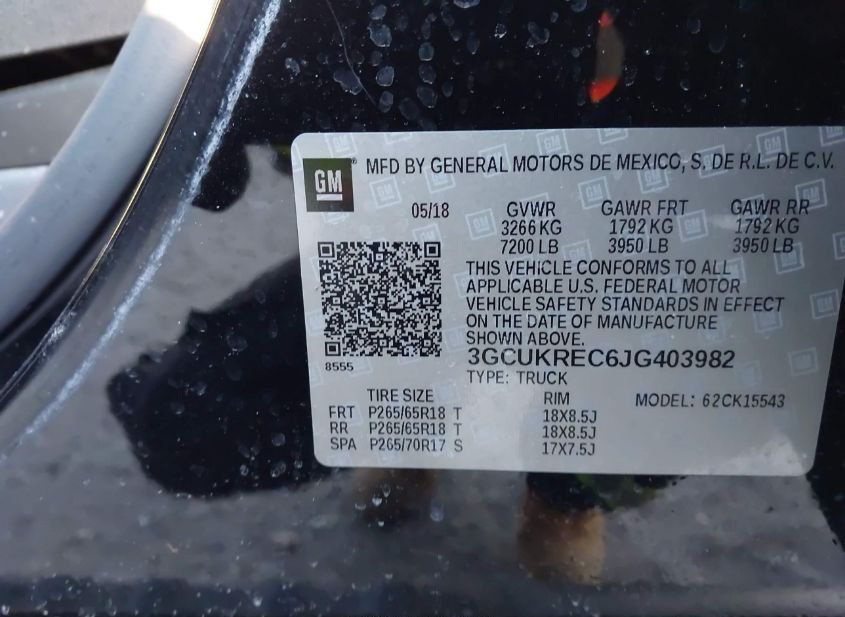 GM® MFD BY GENERAL MOTORS DE MEXICO, S, DE R.L. DE C.V.
05/18 GVWR GAWR FRT GAWR RR
3266 KG 1792 KG 1792 KG
7200 LB 3950 LB 3950 LB
THIS VEHICLE CONFORMS TO ALL
APPLICABLE U.S. FEDERAL MOTOR
VEHICLE SAFETY STANDARDS IN EFFECT
ON THE DATE OF MANUFACTURE
SHOWN ABOVE.
3GCUKREC6JG403982
8555
TYPE: TRUCK
TIRE SIZE RIM MODEL: 62CK15543
FRT P265/65R18 T 18X8.5J
RR P265/65R18 T 18X8.5J
SPA P265/70R17 S 17X7.5J